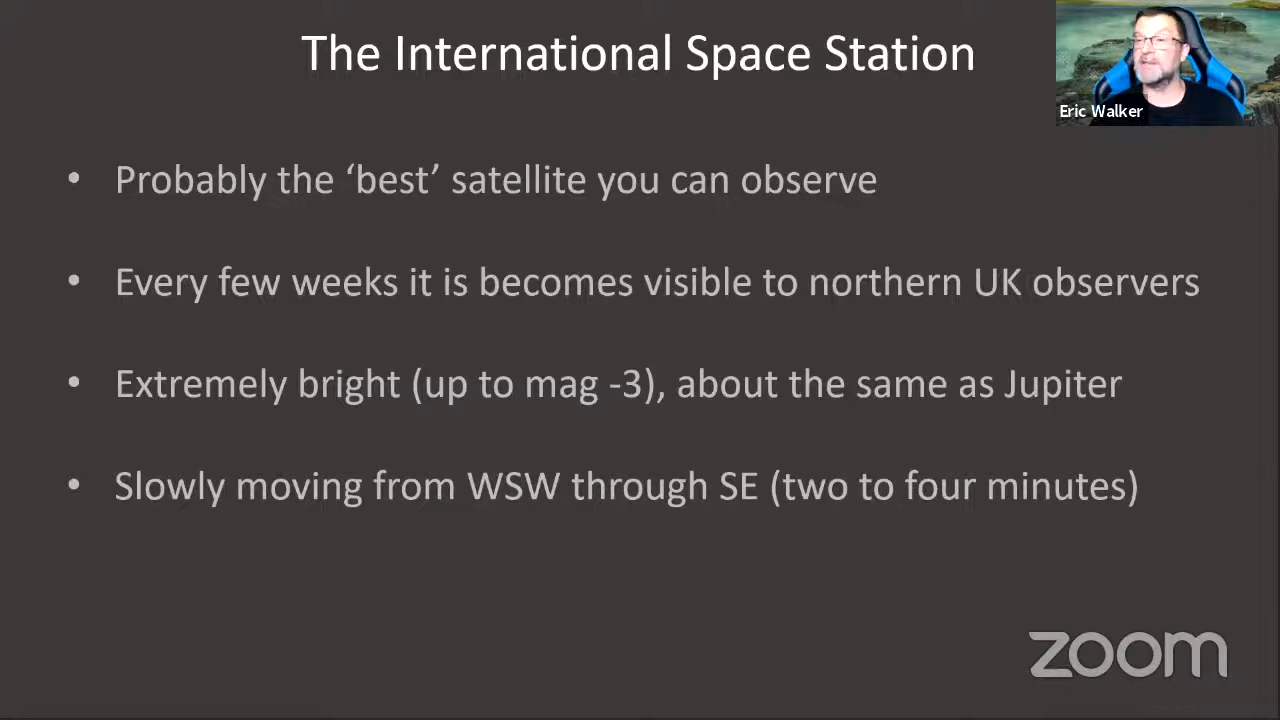 The International Space Station
Eric Walker
• Probably the ‘best’ satellite you can observe
• Every few weeks it is becomes visible to northern UK observers
• Extremely bright (up to mag -3), about the same as Jupiter
• Slowly moving from WSW through SE (two to four minutes)
zoom